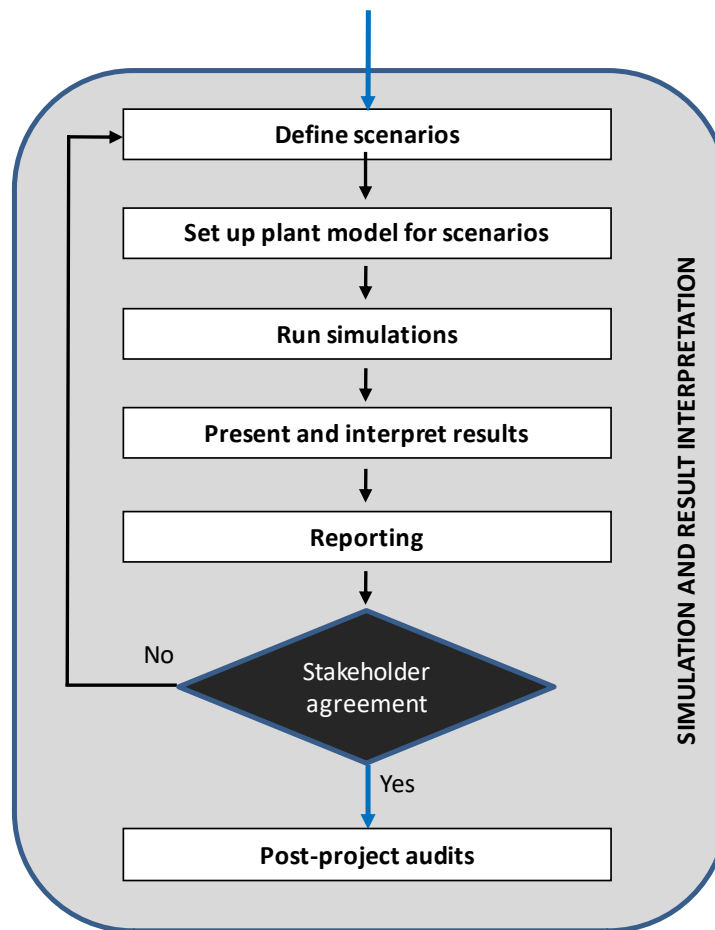 Define scenarios
Set up plant model for scenarios
Run simulations
Present and interpret results
Reporting
No
Stakeholder
agreement
Yes
Post-project audits
SIMULATION AND RESULT INTERPRETATION